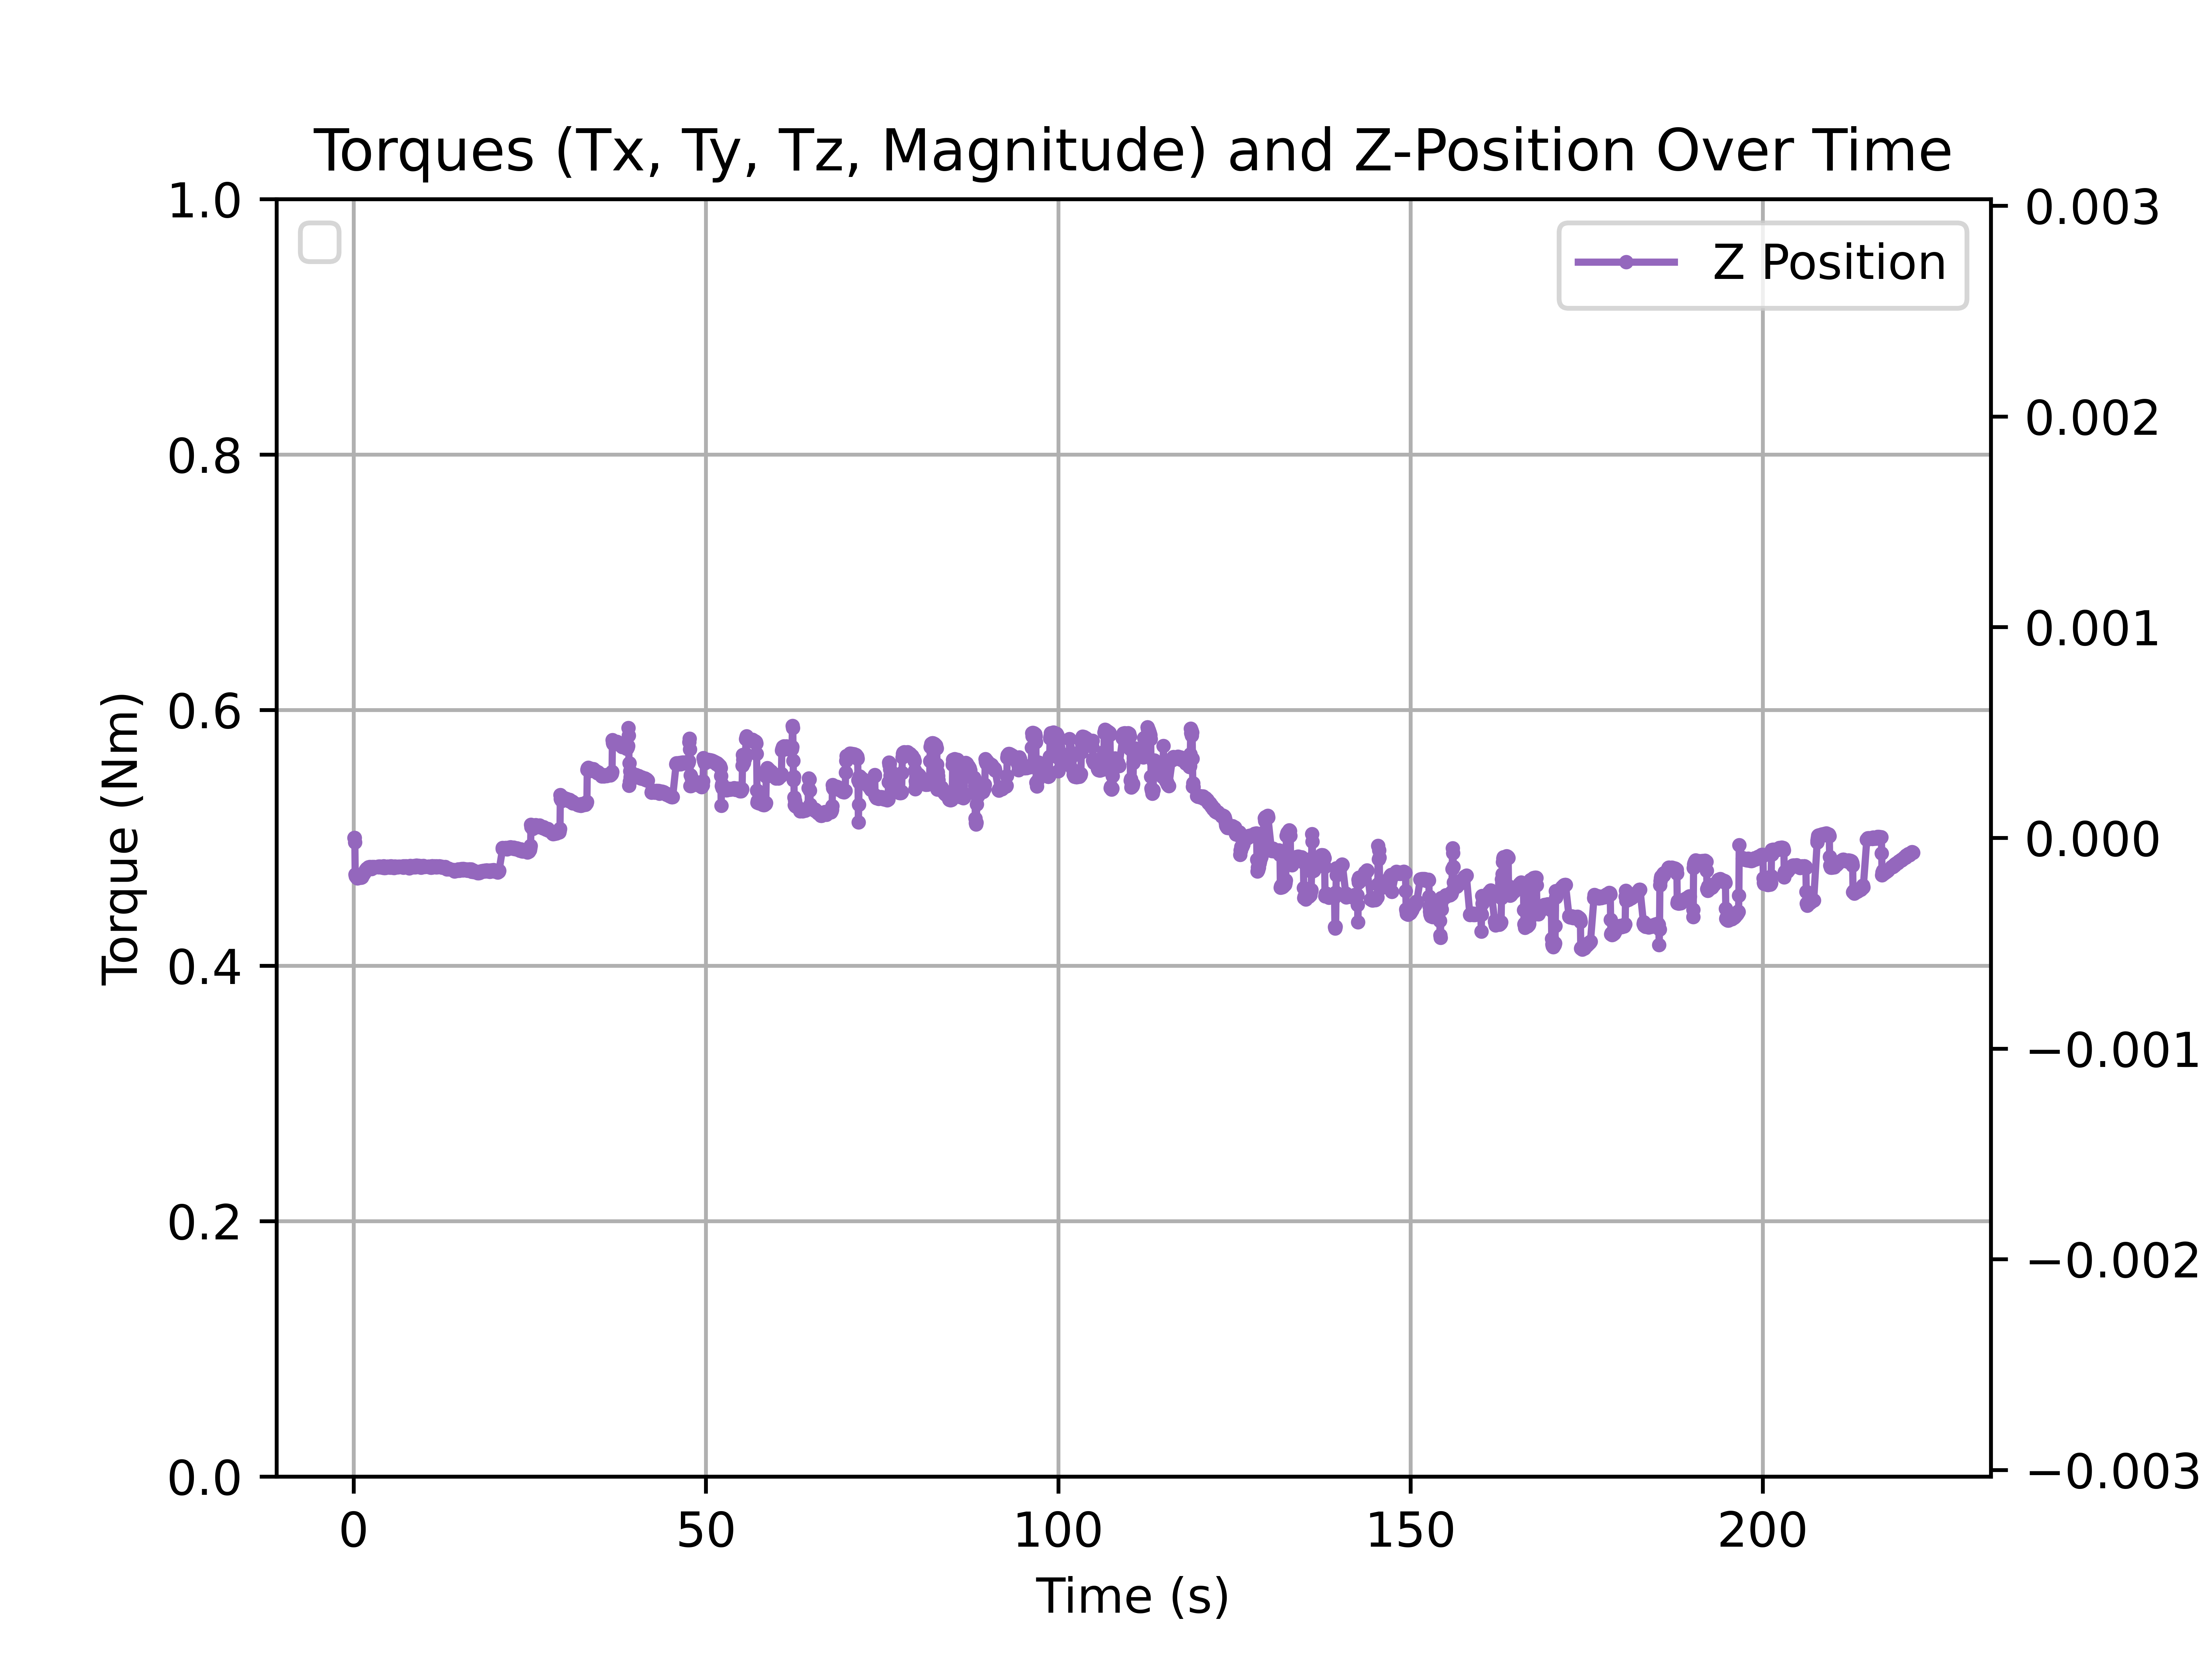 Torques (Tx, Ty, Tz, Magnitude) and Z-Position Over Time
Z Position
Torque (Nm)
1.0
0.8
0.6
0.4
0.2
0.0
0.003
0.002
0.001
0.000
−0.001
−0.002
−0.003
0 50 100 150 200
Time (s)